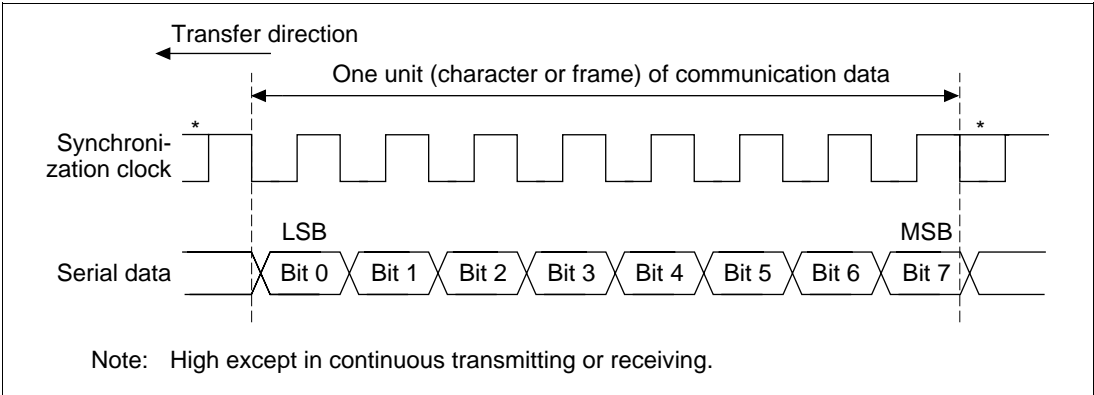 Transfer direction
One unit (character or frame) of communication data
* *
Synchroni-
zation clock
LSB MSB
Serial data Bit 0 Bit 1 Bit 2 Bit 3 Bit 4 Bit 5 Bit 6 Bit 7
Note: High except in continuous transmitting or receiving.